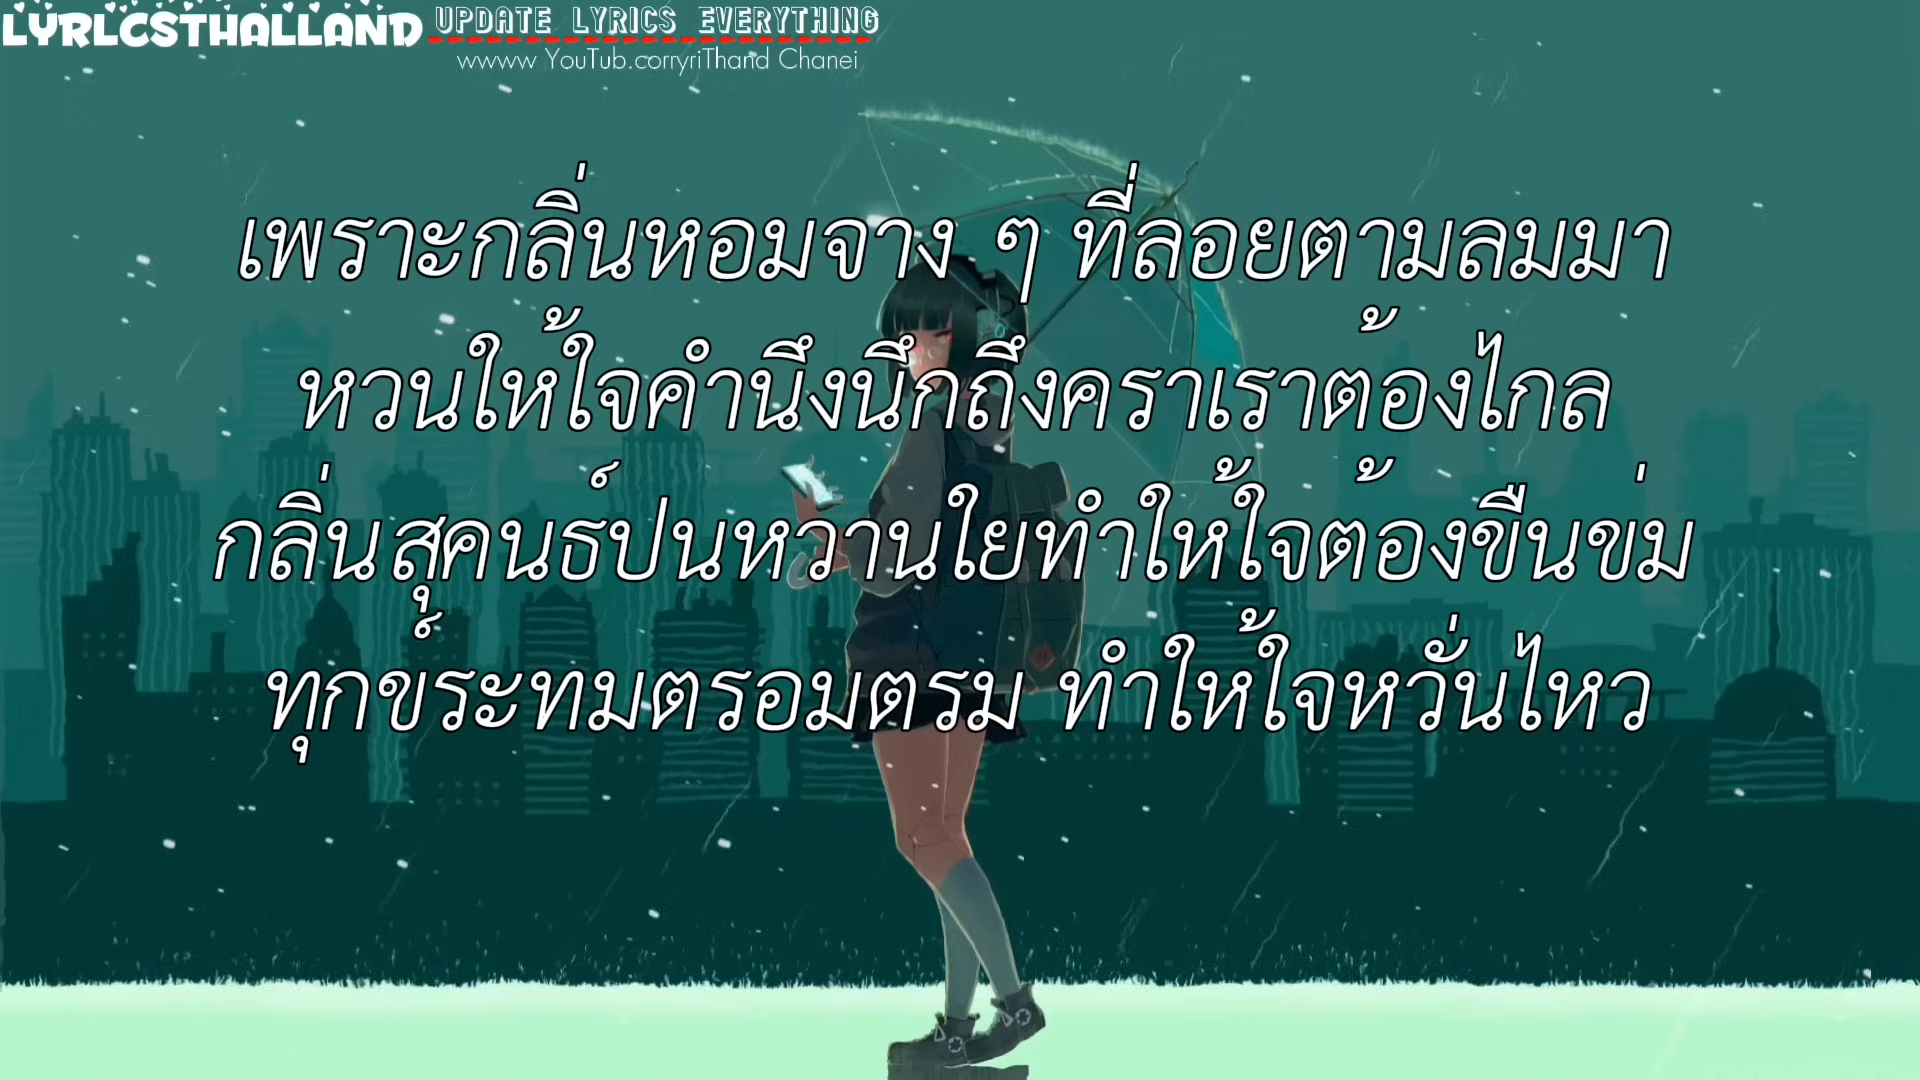 LYRLCSTHALLAND UPDATE LYRICS EVERYTHING
wwww YouTub.corryriThand Chanei
เพราะกลิ่นหอมจาง ๆ ที่ลอยตามลมมา
หวนให้ใจคำนึงนึกถึงคราเราต้องไกล
กลิ่นสุคนธ์ปนหวานใยทำให้ใจต้องขืนข่ม
ทุกข์ระทมตรอมตรม ทำให้ใจหวั่นไหว